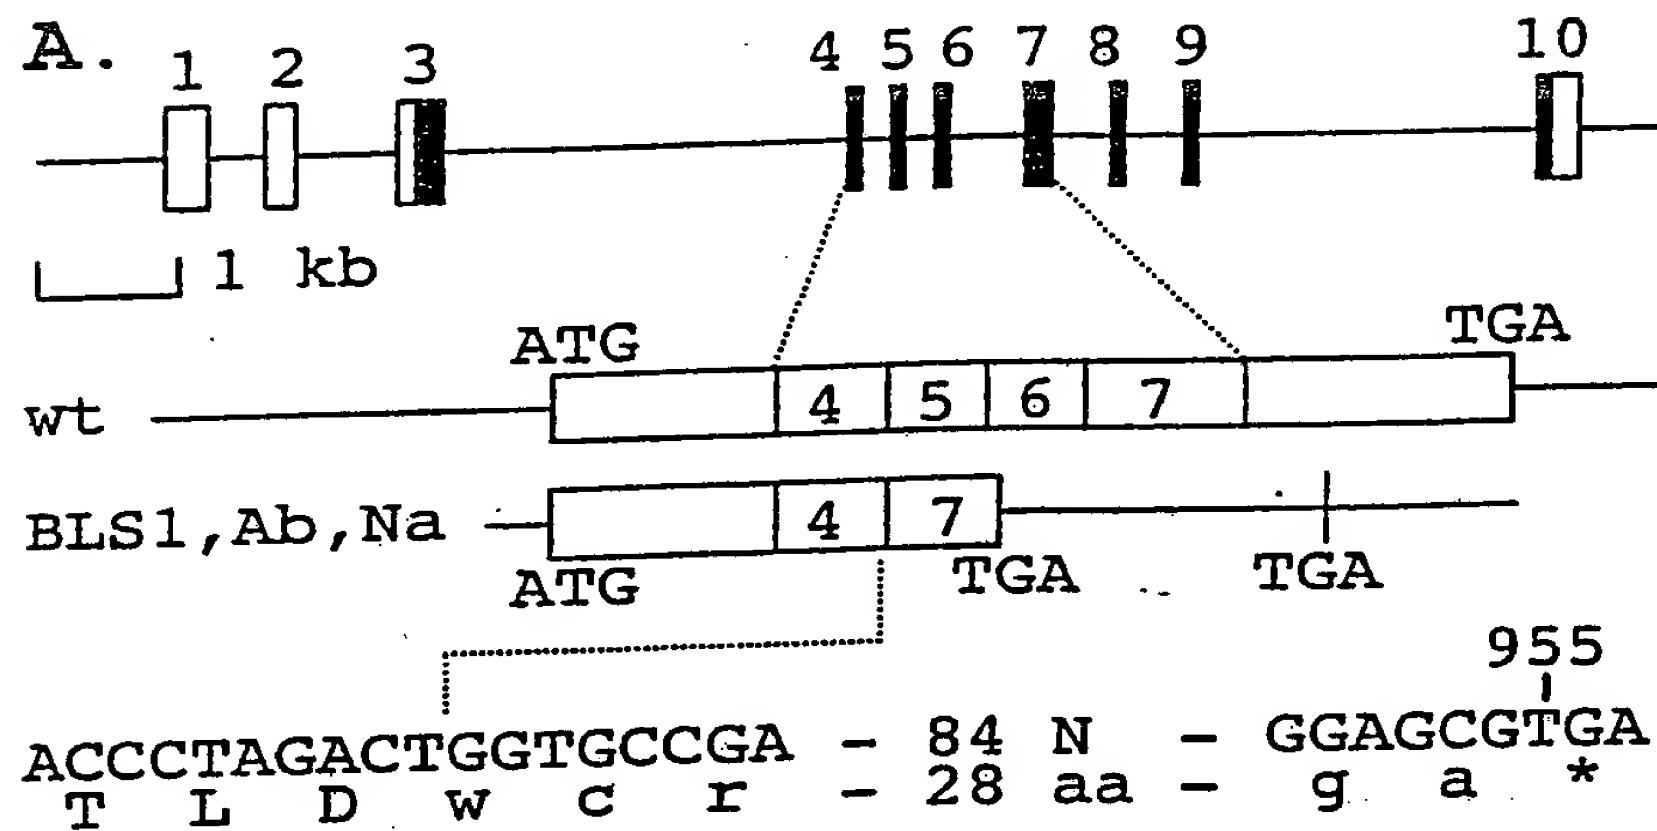 A.
1 2 3 4 5 6 7 8 9 10
1 kb
ATG TGA
wt 4 5 6 7
BLS1,Ab,Na 4 7
ATG TGA TGA
955
ACCCTAGACTGGTGCCGA - 84 N - GGAGCGTGA
T L D w c r - 28 aa - g a *